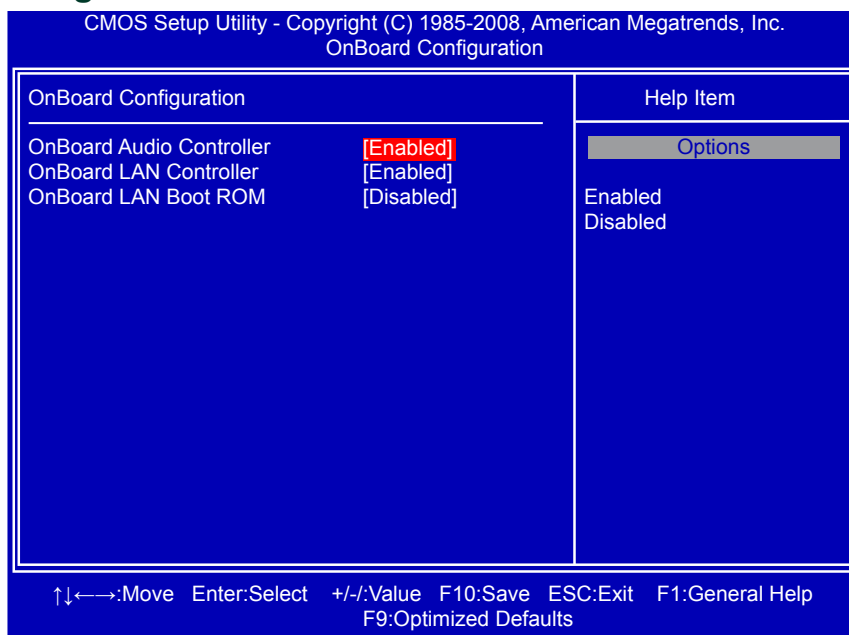 CMOS Setup Utility - Copyright (C) 1985-2008, American Megatrends, Inc.
OnBoard Configuration
OnBoard Configuration
Help Item
OnBoard Audio Controller [Enabled]
OnBoard LAN Controller [Enabled]
OnBoard LAN Boot ROM [Disabled]
Options
Enabled
Disabled
↑↓←→:Move Enter:Select +/-/:Value F10:Save ESC:Exit F1:General Help
F9:Optimized Defaults